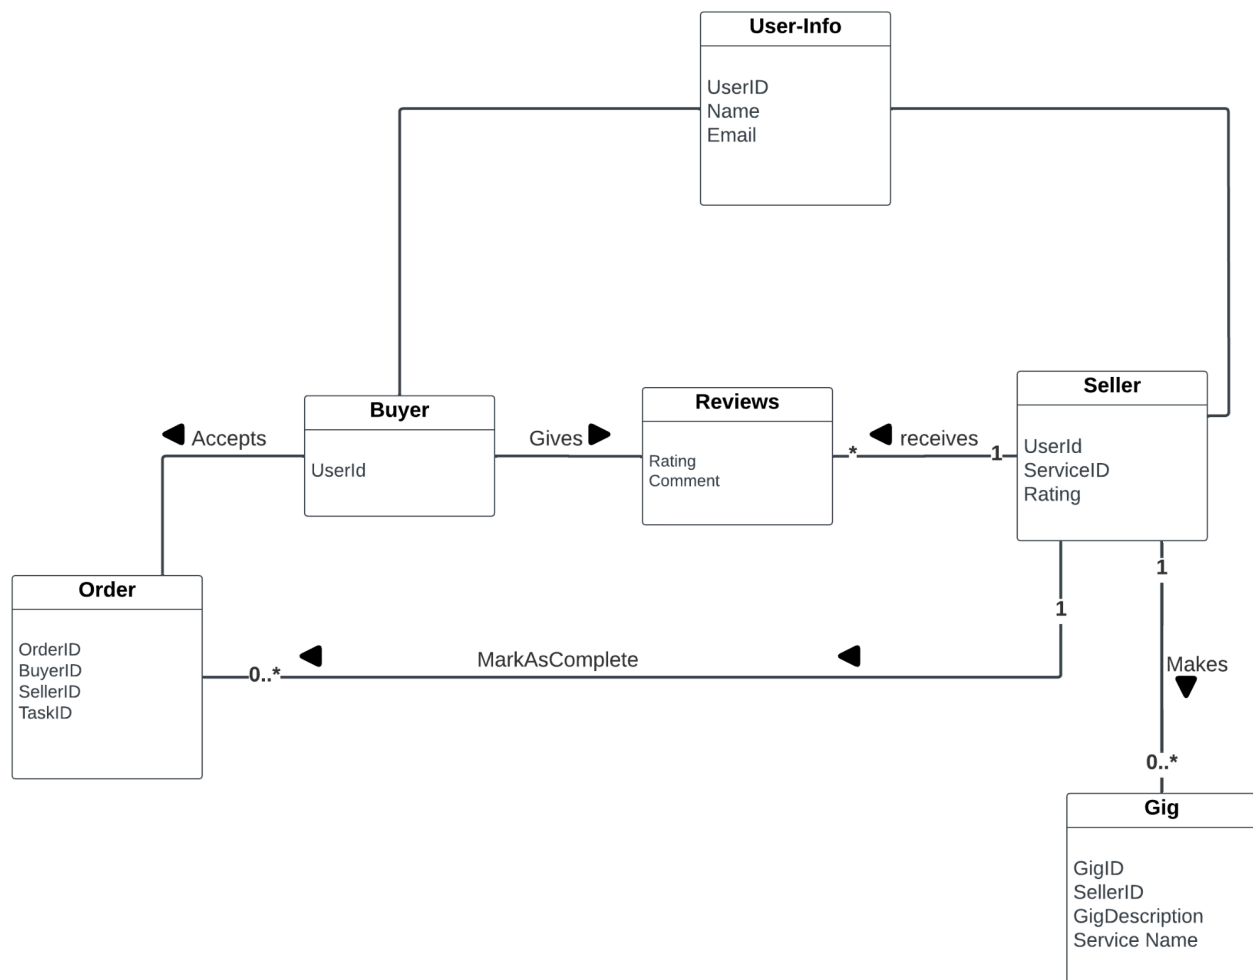 User-Info
UserID
Name
Email
Buyer
UserId
Accepts
Gives
Reviews
Rating
Comment
* receives 1
Seller
UserId
ServiceID
Rating
Order
OrderID
BuyerID
SellerID
TaskID
0..* MarkAsComplete 1
1
Makes
0..*
Gig
GigID
SellerID
GigDescription
Service Name